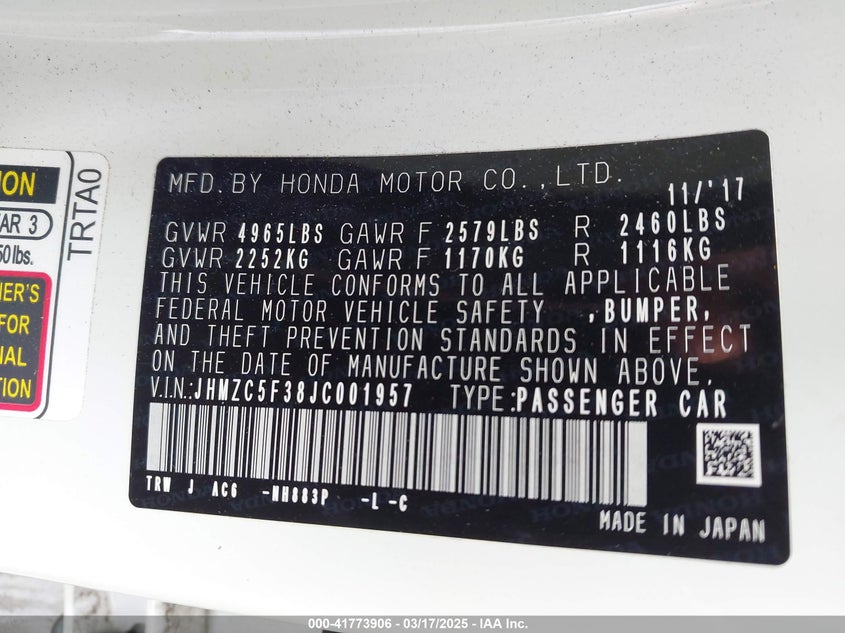 ION
AR 3
50 lbs.
NER'S
FOR
NAL
TION
TRTA0
MFD. BY HONDA MOTOR CO., LTD. 11/'17
GVWR 4965LBS GAWR F 2579LBS R 2460LBS
GVWR 2252KG GAWR F 1170KG R 1116KG
THIS VEHICLE CONFORMS TO ALL APPLICABLE
FEDERAL MOTOR VEHICLE SAFETY ,BUMPER,
AND THEFT PREVENTION STANDARDS IN EFFECT
ON THE DATE OF MANUFACTURE SHOWN ABOVE.
V.I.N.:JHMZC5F38JC001957 TYPE:PASSENGER CAR
TRW J AC6 -NH883P -L -C
MADE IN JAPAN
000-41773906 - 03/17/2025 - IAA Inc.